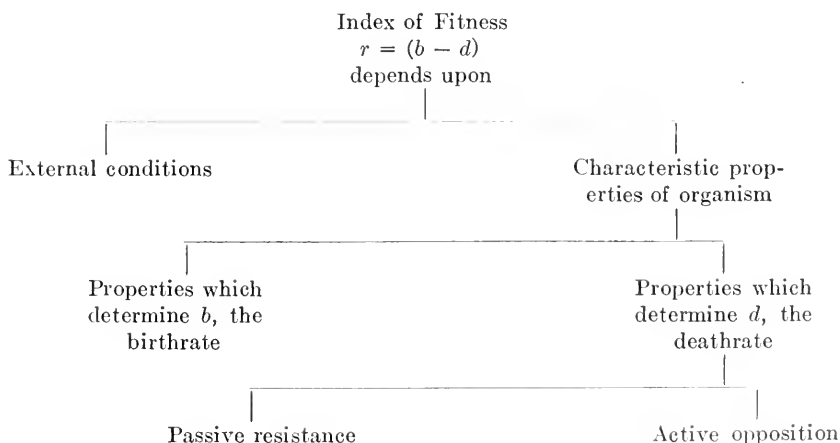 Index of Fitness
r = (b − d)
depends upon
External conditions
Characteristic prop-
erties of organism
Properties which
determine b, the
birthrate
Properties which
determine d, the
deathrate
Passive resistance
Active opposition